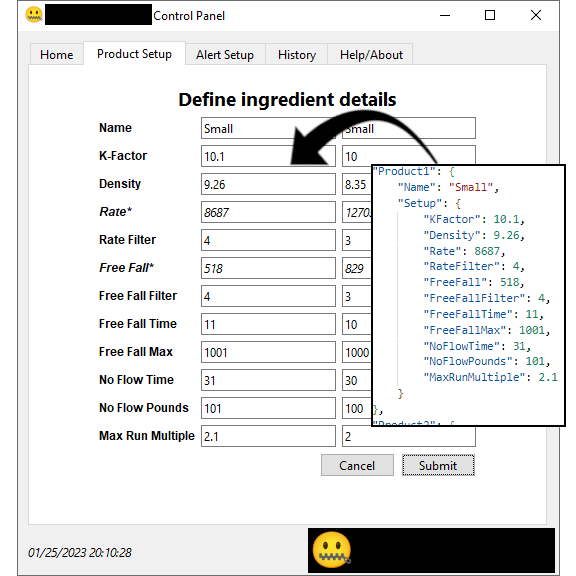 Control Panel
Home Product Setup Alert Setup History Help/About
Define ingredient details
Name Small Small
K-Factor 10.1 10
Density 9.26 8.35
Rate* 8687
Rate Filter 4 3
Free Fall* 518 829
Free Fall Filter 4 3
Free Fall Time 11 10
Free Fall Max 1001 1000
No Flow Time 31 30
No Flow Pounds 101 100
Max Run Multiple 2.1 2
"Product1": {
"Name": "Small",
"Setup": {
"KFactor": 10.1,
"Density": 9.26,
"Rate": 8687,
"RateFilter": 4,
"FreeFall": 518,
"FreeFallFilter": 4,
"FreeFallTime": 11,
"FreeFallMax": 1001,
"NoFlowTime": 31,
"NoFlowPounds": 101,
"MaxRunMultiple": 2.1
}
},
"Product2": {
Cancel Submit
01/25/2023 20:10:28